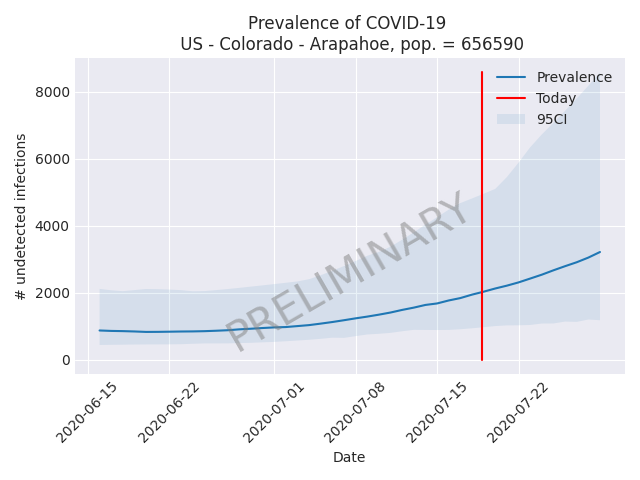 Prevalence of COVID-19
US - Colorado - Arapahoe, pop. = 656590
# undetected infections
8000
6000
4000
2000
0
Prevalence
Today
95CI
PRELIMINARY
2020-06-15
2020-06-22
2020-07-01
2020-07-08
2020-07-15
2020-07-22
Date